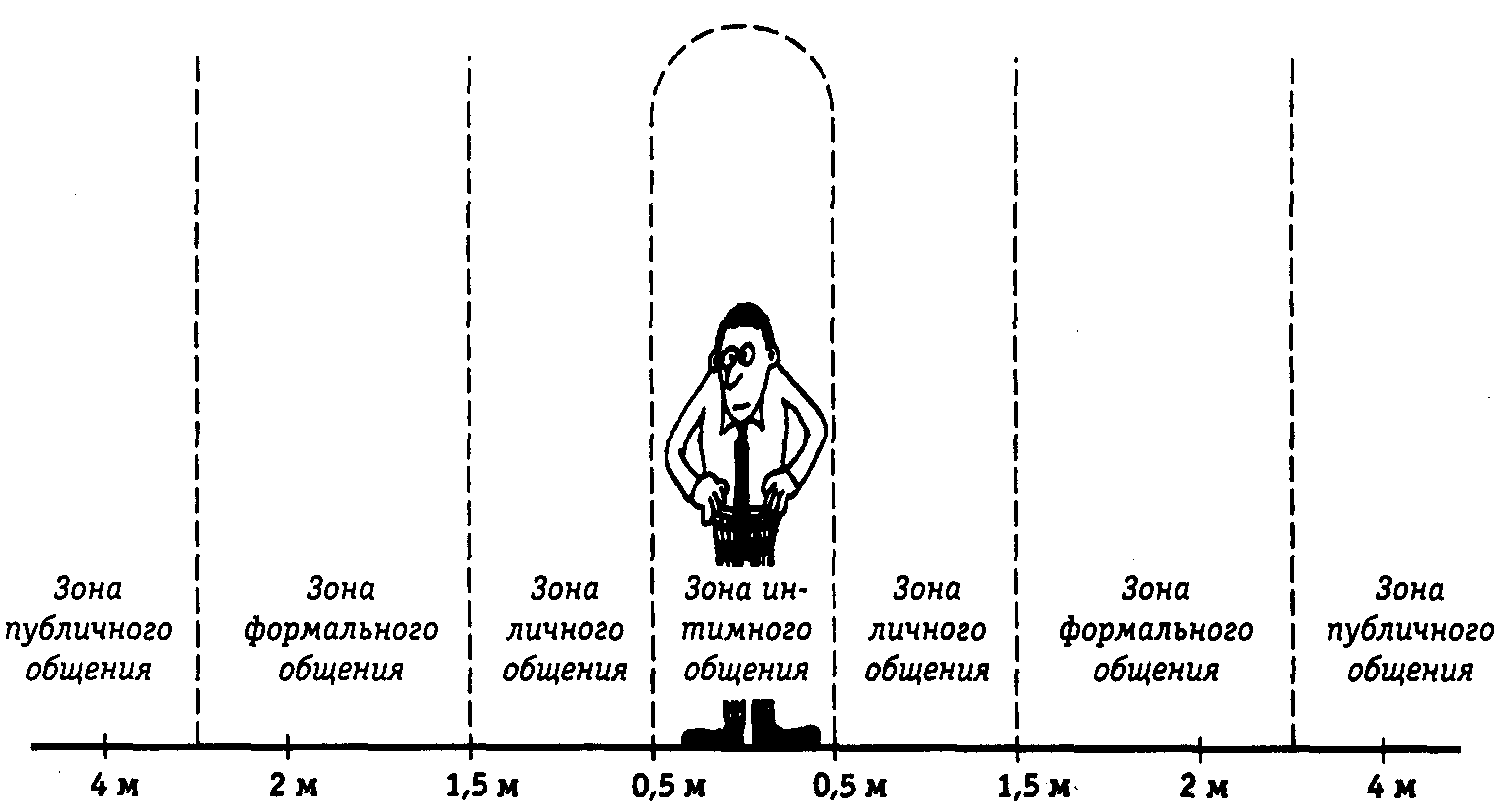 Зона
публичного
общения
Зона
формального
общения
Зона
личного
общения
Зона ин-
тимного
общения
Зона
личного
общения
Зона
формального
общения
Зона
публичного
общения
4 м
2 м
1,5 м
0,5 м
0,5 м
1,5 м
2 м
4 м